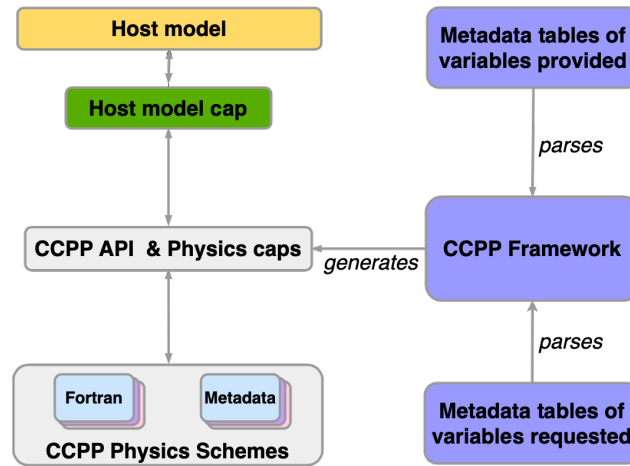 Host model
Metadata tables of
variables provided
Host model cap
parses
CCPP API & Physics caps
generates
CCPP Framework
parses
Fortran
Metadata
CCPP Physics Schemes
Metadata tables of
variables requested